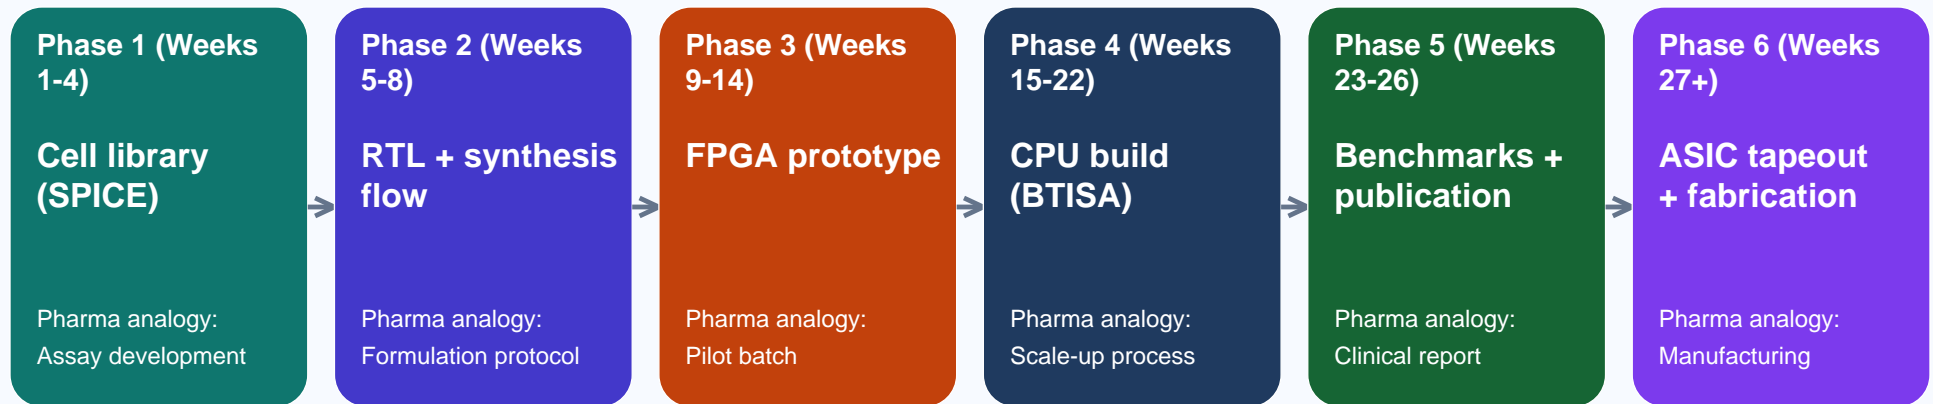 Phase 1 (Weeks
1-4)
Cell library
(SPICE)
Pharma analogy:
Assay development
Phase 2 (Weeks
5-8)
RTL + synthesis
flow
Pharma analogy:
Formulation protocol
Phase 3 (Weeks
9-14)
FPGA prototype
Pharma analogy:
Pilot batch
Phase 4 (Weeks
15-22)
CPU build
(BTISA)
Pharma analogy:
Scale-up process
Phase 5 (Weeks
23-26)
Benchmarks +
publication
Pharma analogy:
Clinical report
Phase 6 (Weeks
27+)
ASIC tapeout
+ fabrication
Pharma analogy:
Manufacturing